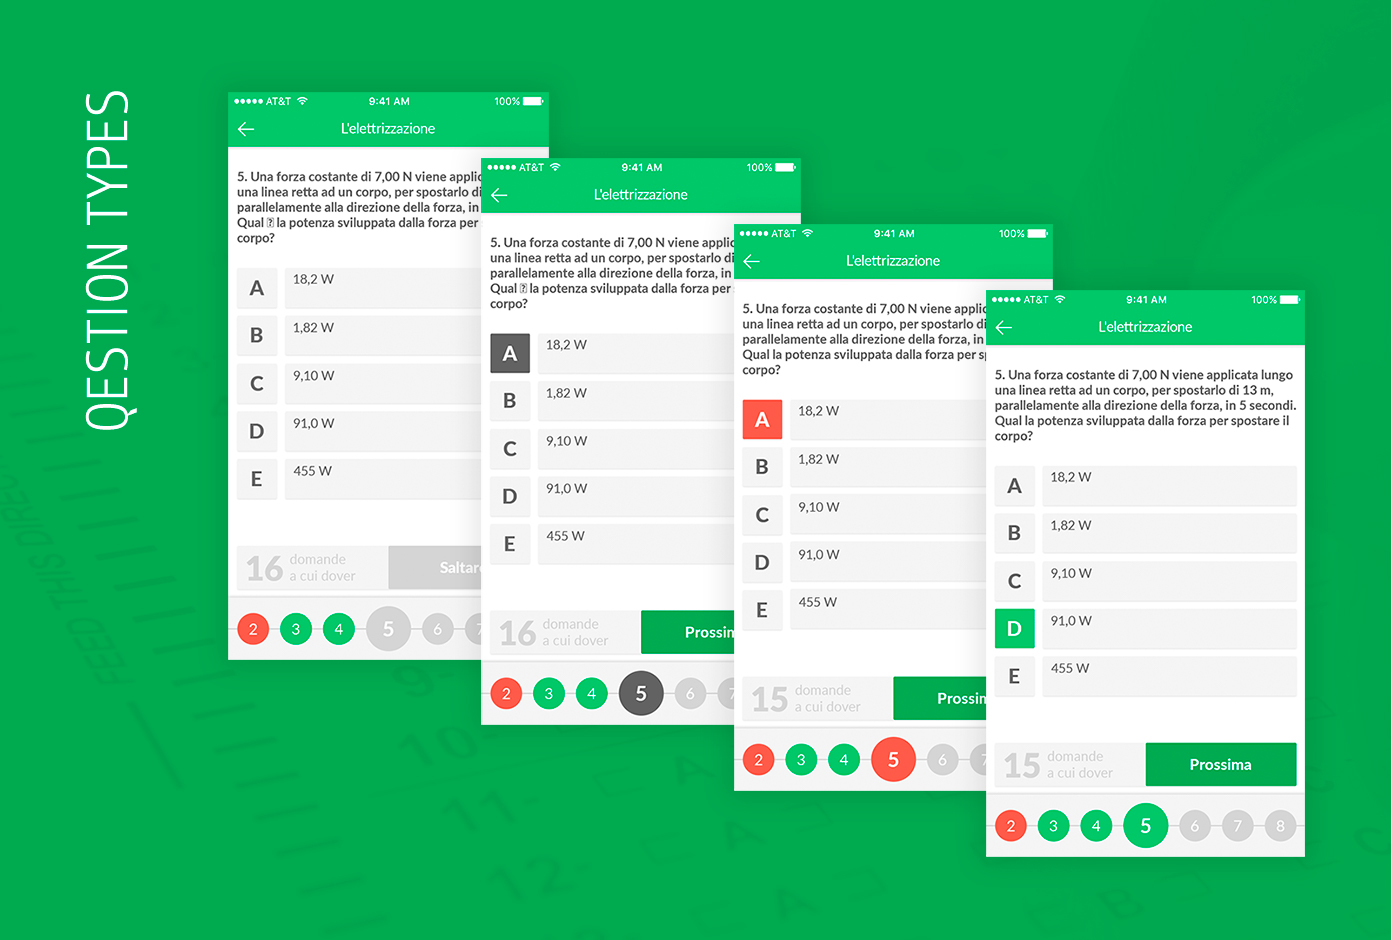 QESTION TYPES
AT&T 9:41 AM 100%
L'elettrizzazione
5. Una forza costante di 7,00 N viene applic
una linea retta ad un corpo, per spostarlo di
parallelamente alla direzione della forza, in
Qual la potenza sviluppata dalla forza per
corpo?
A 18,2 W
B 1,82 W
C 9,10 W
D 91,0 W
E 455 W
16 domande
a cui dover
Saltare
2 3 4 5 6 7
AT&T 9:41 AM 100%
L'elettrizzazione
5. Una forza costante di 7,00 N viene applic
una linea retta ad un corpo, per spostarlo di
parallelamente alla direzione della forza, in
Qual la potenza sviluppata dalla forza per
corpo?
A 18,2 W
B 1,82 W
C 9,10 W
D 91,0 W
E 455 W
16 domande
a cui dover
Prossim
2 3 4 5 6 7
AT&T 9:41 AM 100%
L'elettrizzazione
5. Una forza costante di 7,00 N viene applic
una linea retta ad un corpo, per spostarlo di
parallelamente alla direzione della forza, in
Qual la potenza sviluppata dalla forza per sp
corpo?
A 18,2 W
B 1,82 W
C 9,10 W
D 91,0 W
E 455 W
15 domande
a cui dover
Prossim
2 3 4 5 6 7
AT&T 9:41 AM 100%
L'elettrizzazione
5. Una forza costante di 7,00 N viene applicata lungo
una linea retta ad un corpo, per spostarlo di 13 m,
parallelamente alla direzione della forza, in 5 secondi.
Qual la potenza sviluppata dalla forza per spostare il
corpo?
A 18,2 W
B 1,82 W
C 9,10 W
D 91,0 W
E 455 W
15 domande
a cui dover
Prossima
2 3 4 5 6 7 8
FEED THIS DIREC
9-
10-
11- A
12- A
A B